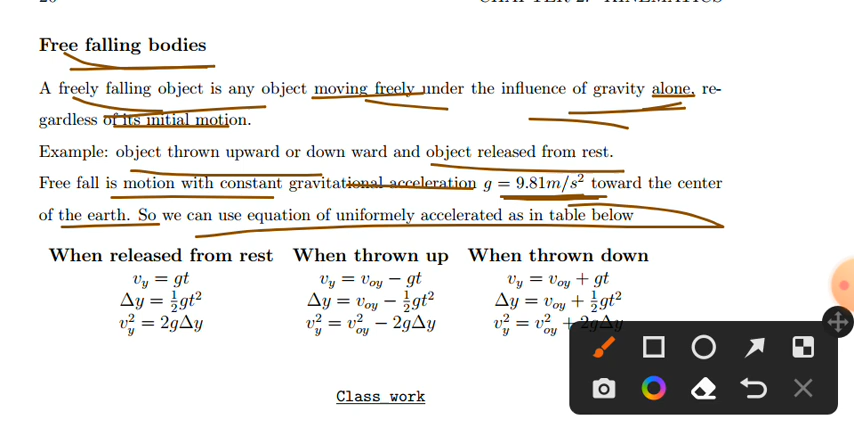 Free falling bodies
A freely falling object is any object moving freely under the influence of gravity alone, re-
gardless of its initial motion.
Example: object thrown upward or down ward and object released from rest.
Free fall is motion with constant gravitational acceleration g = 9.81m/s² toward the center
of the earth. So we can use equation of uniformely accelerated as in table below
When released from rest When thrown up When thrown down
v_y = gt v_y = v_oy − gt v_y = v_oy + gt
Δy = ½gt² Δy = v_oy − ½gt² Δy = v_oy + ½gt²
v_y² = 2gΔy v_y² = v_oy² − 2gΔy v_y² = v_oy² + 2gΔy
Class work